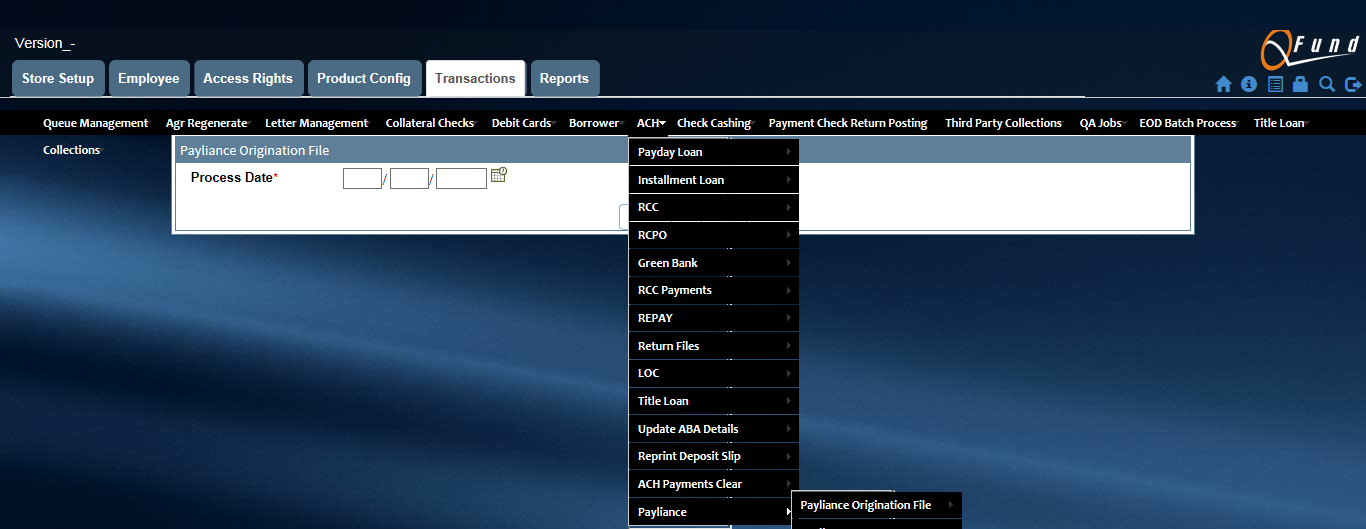 Version_-
QFund
Store Setup Employee Access Rights Product Config Transactions Reports
Queue Management Agr Regenerate Letter Management Collateral Checks Debit Cards Borrower ACH Check Cashing Payment Check Return Posting Third Party Collections QA Jobs EOD Batch Process Title Loan
Collections
Payliance Origination File
Process Date*
/ /
Payday Loan
Installment Loan
RCC
RCPO
Green Bank
RCC Payments
REPAY
Return Files
LOC
Title Loan
Update ABA Details
Reprint Deposit Slip
ACH Payments Clear
Payliance
Payliance Origination File